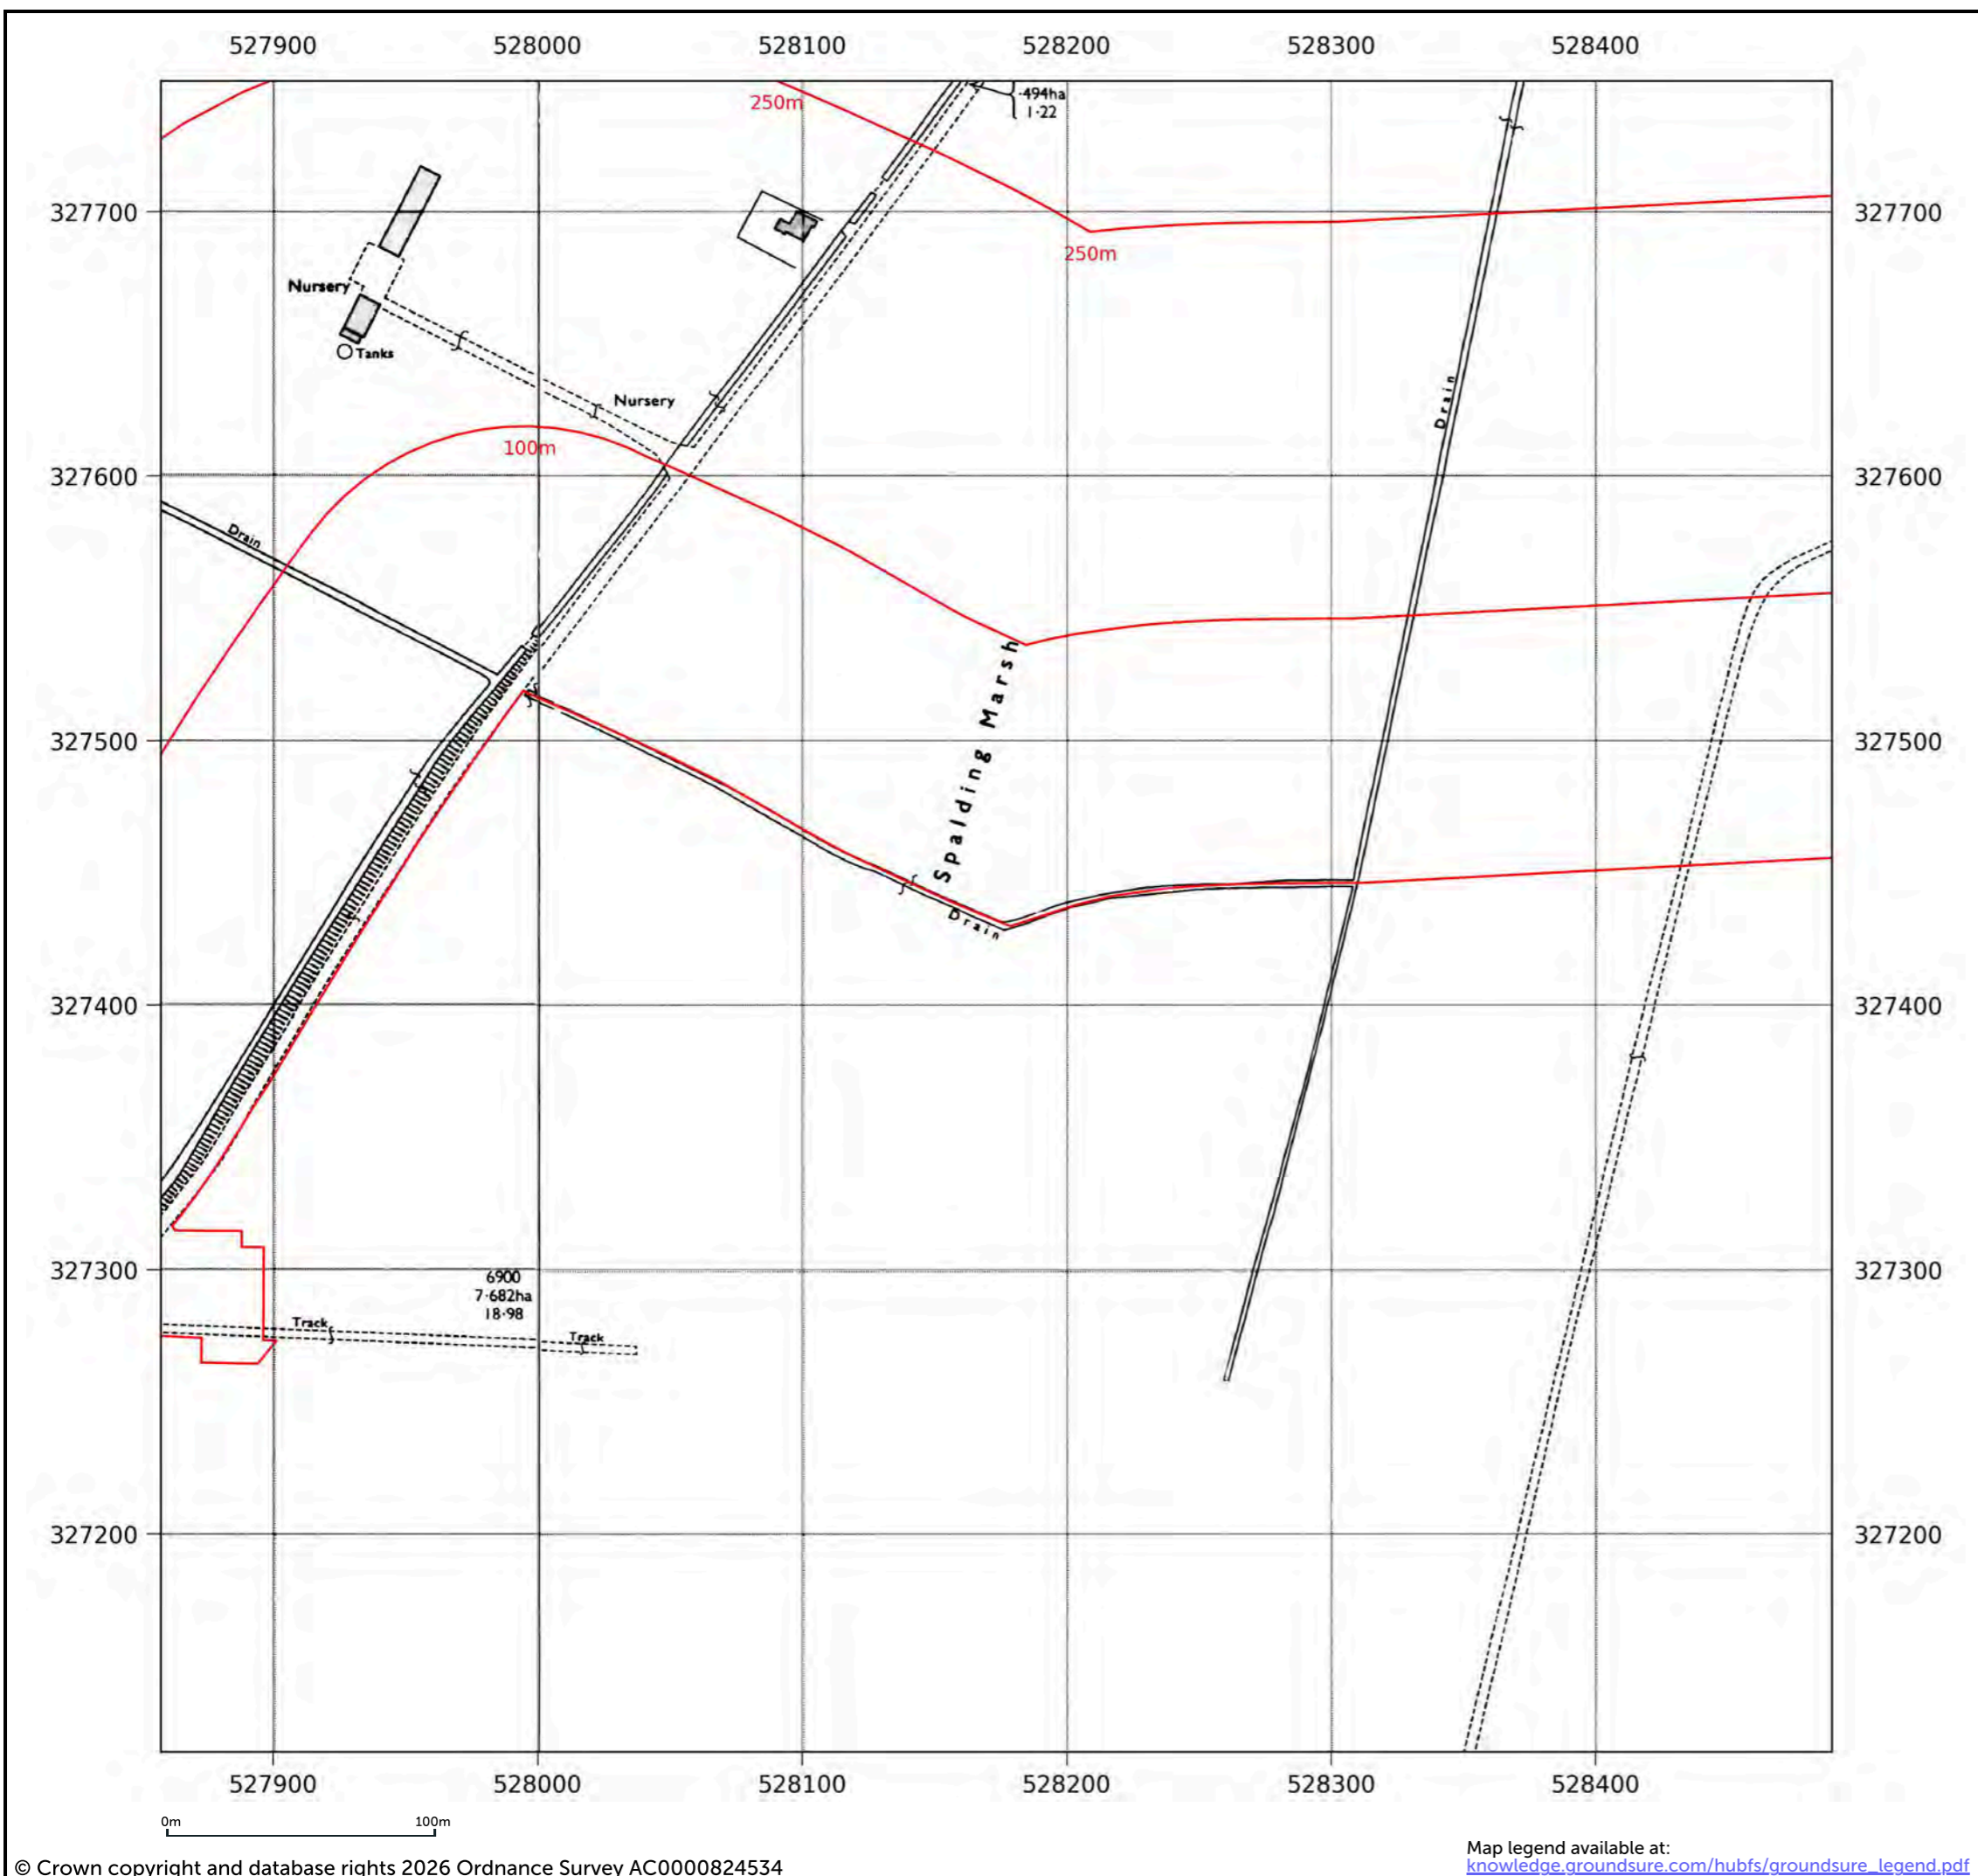 527900 528000 528100 528200 528300 528400
250m
·494ha
1·22
327700 327700
250m
Nursery
Tanks
Nursery
Drain
100m
327600 327600
Drain
Spalding Marsh
327500 327500
Drain
327400 327400
327300 327300
6900
7·682ha
18·98
Track
Track
327200 327200
527900 528000 528100 528200 528300 528400
0m 100m
Map legend available at:
knowledge.groundsure.com/hubfs/groundsure_legend.pdf
© Crown copyright and database rights 2026 Ordnance Survey AC0000824534